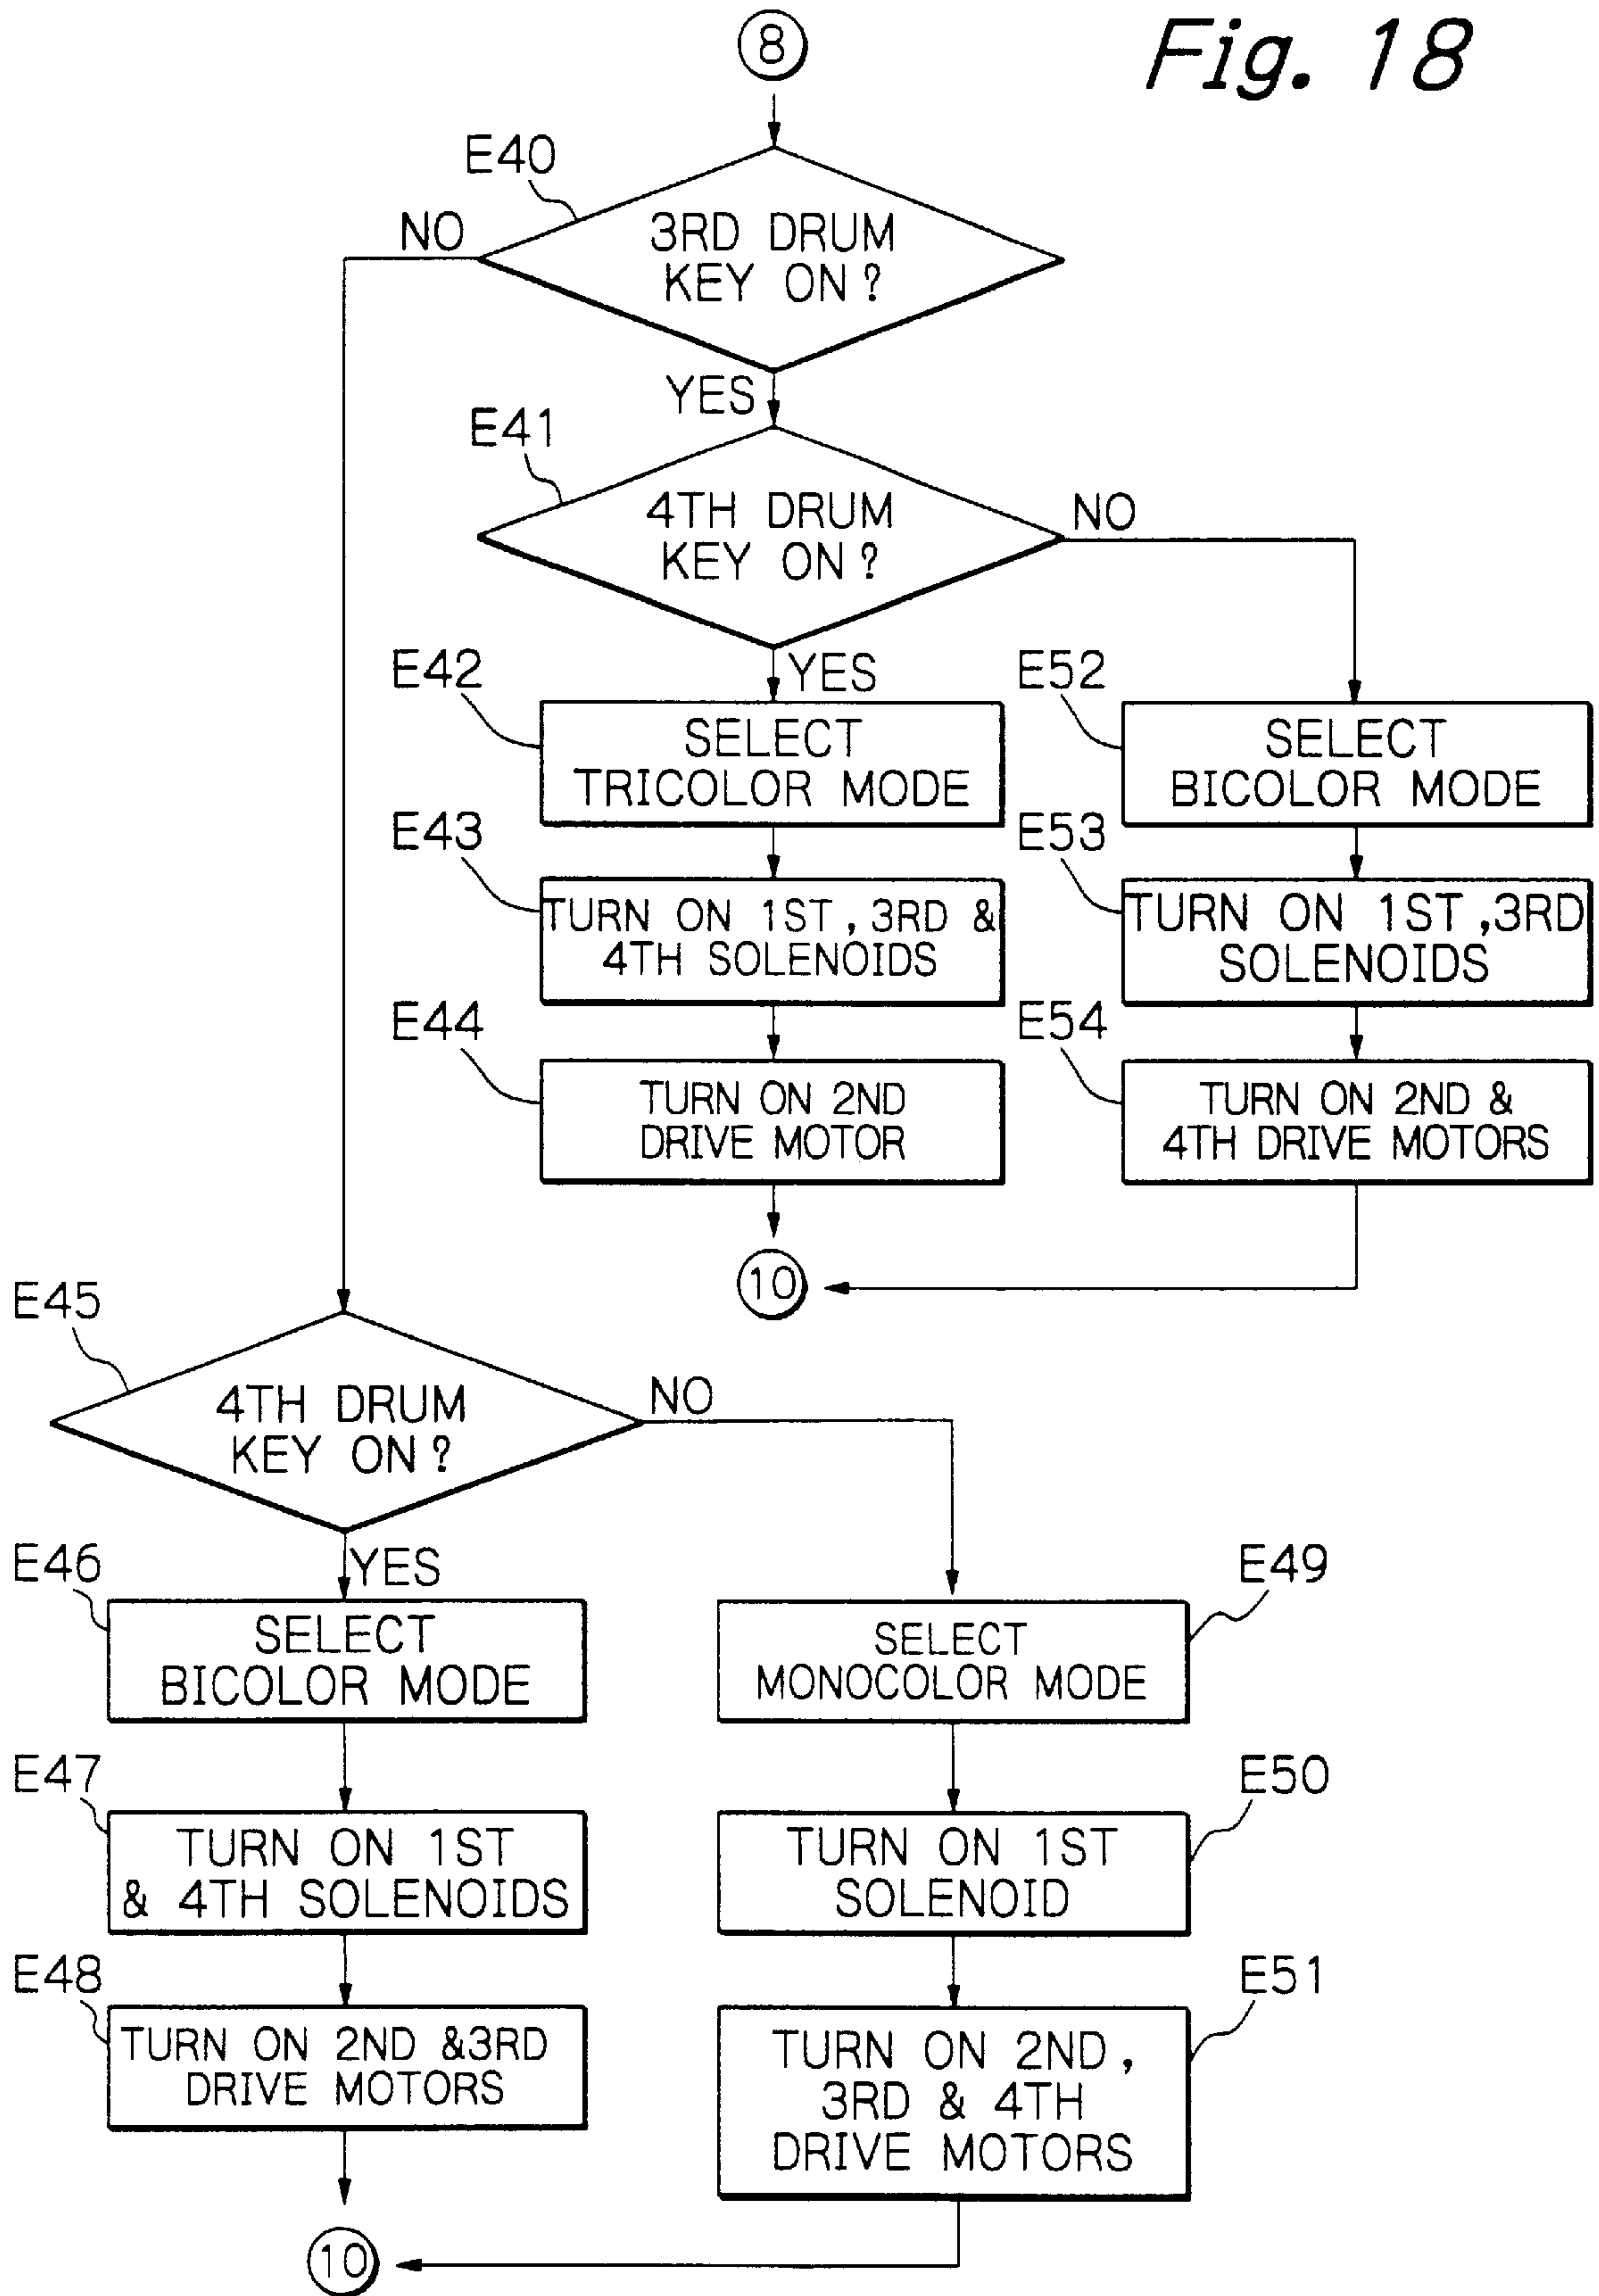 Fig. 18
8
E40
NO
3RD DRUM
KEY ON?
YES
E41
4TH DRUM
KEY ON?
NO
YES
E42
SELECT
TRICOLOR MODE
E52
SELECT
BICOLOR MODE
E43
TURN ON 1ST, 3RD &
4TH SOLENOIDS
E53
TURN ON 1ST,3RD
SOLENOIDS
E44
TURN ON 2ND
DRIVE MOTOR
E54
TURN ON 2ND &
4TH DRIVE MOTORS
10
E45
4TH DRUM
KEY ON?
NO
YES
E46
SELECT
BICOLOR MODE
E49
SELECT
MONOCOLOR MODE
E47
TURN ON 1ST
& 4TH SOLENOIDS
E50
TURN ON 1ST
SOLENOID
E48
TURN ON 2ND &3RD
DRIVE MOTORS
E51
TURN ON 2ND,
3RD & 4TH
DRIVE MOTORS
10